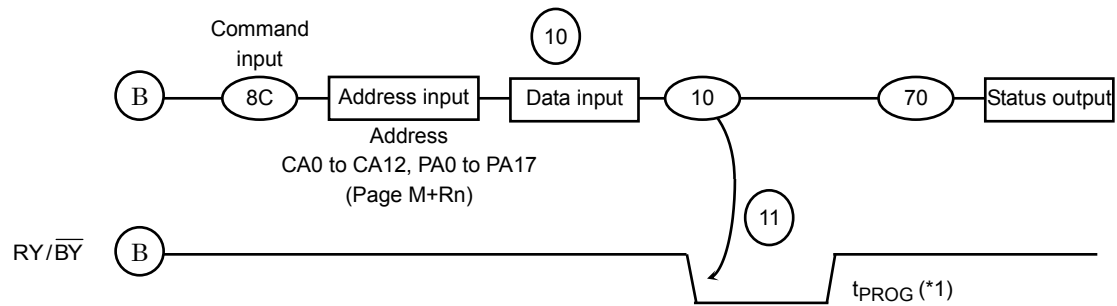 Command
input
10
B
8C
Address input
Data input
10
70
Status output
Address
CA0 to CA12, PA0 to PA17
(Page M+Rn)
11
RY/BY
B
tPROG (*1)